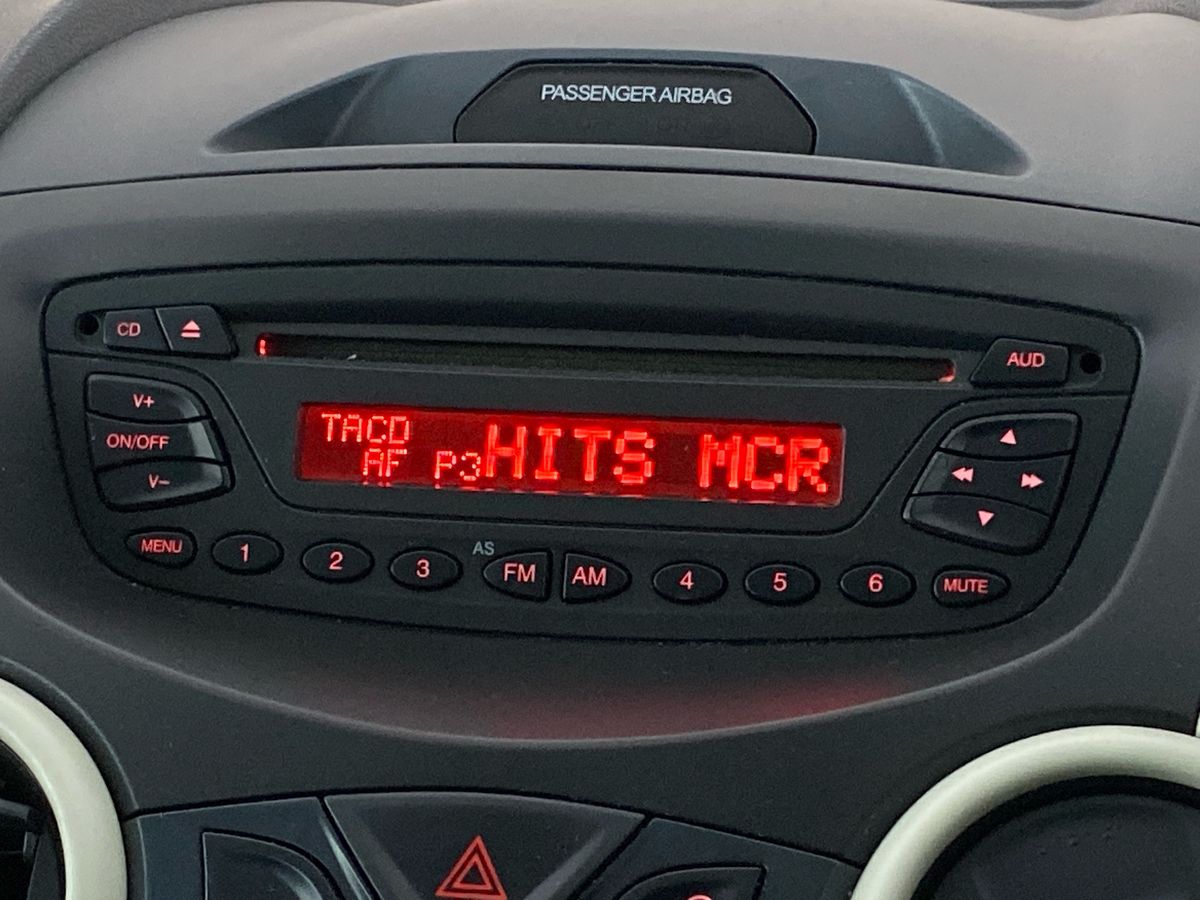 PASSENGER AIRBAG
CD
AUD
V+
ON/OFF
V-
TACD
AF P3
HITS MCR
MENU
1
2
3
AS
FM
AM
4
5
6
MUTE